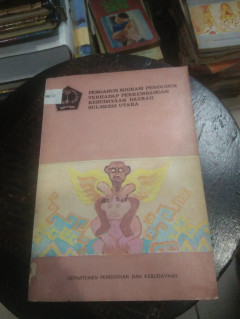 PENGARUH MIGRASI PENDUDUK
TERHADAP PERKEMBANGAN
KEBUDAYAAN DAERAH
SULAWESI UTARA
DEPARTEMEN PENDIDIKAN DAN KEBUDAYAAN